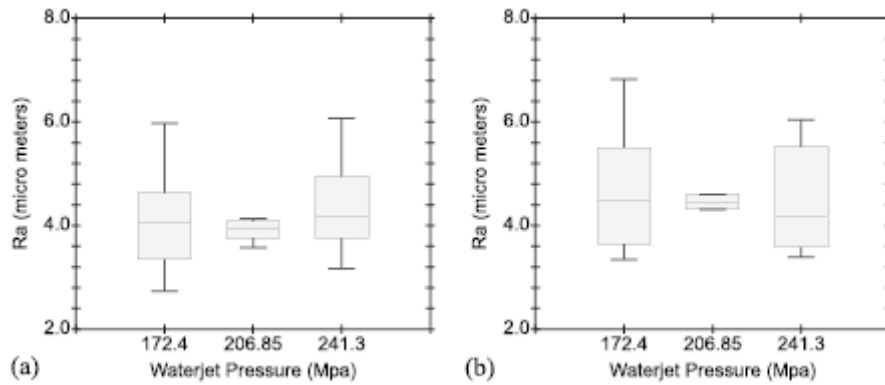 8.0
6.0
4.0
2.0
Ra (micro meters)
172.4 206.85 241.3
Waterjet Pressure (Mpa)
(a)
8.0
6.0
4.0
2.0
Ra (micro meters)
172.4 206.85 241.3
Waterjet Pressure (Mpa)
(b)